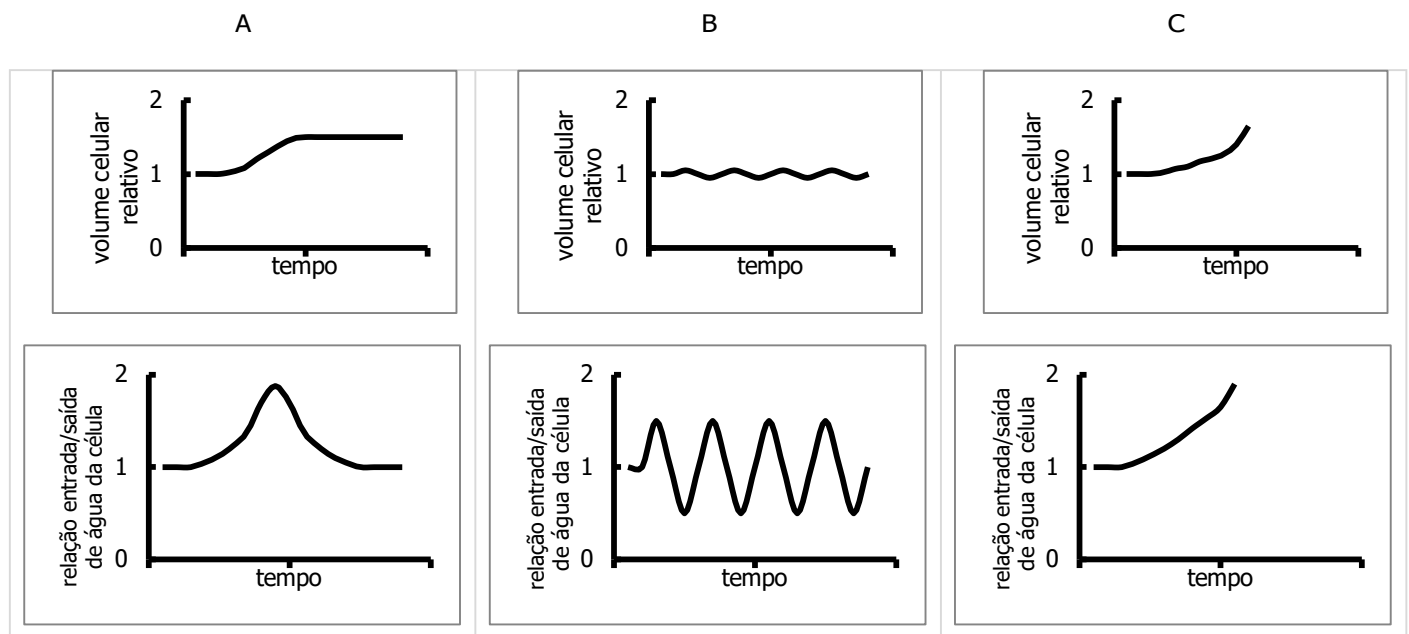 A
B
C
2
1
0
volume celular
relativo
tempo
2
1
0
volume celular
relativo
tempo
2
1
0
volume celular
relativo
tempo
2
1
0
relação entrada/saída
de água da célula
tempo
2
1
0
relação entrada/saída
de água da célula
tempo
2
1
0
relação entrada/saída
de água da célula
tempo